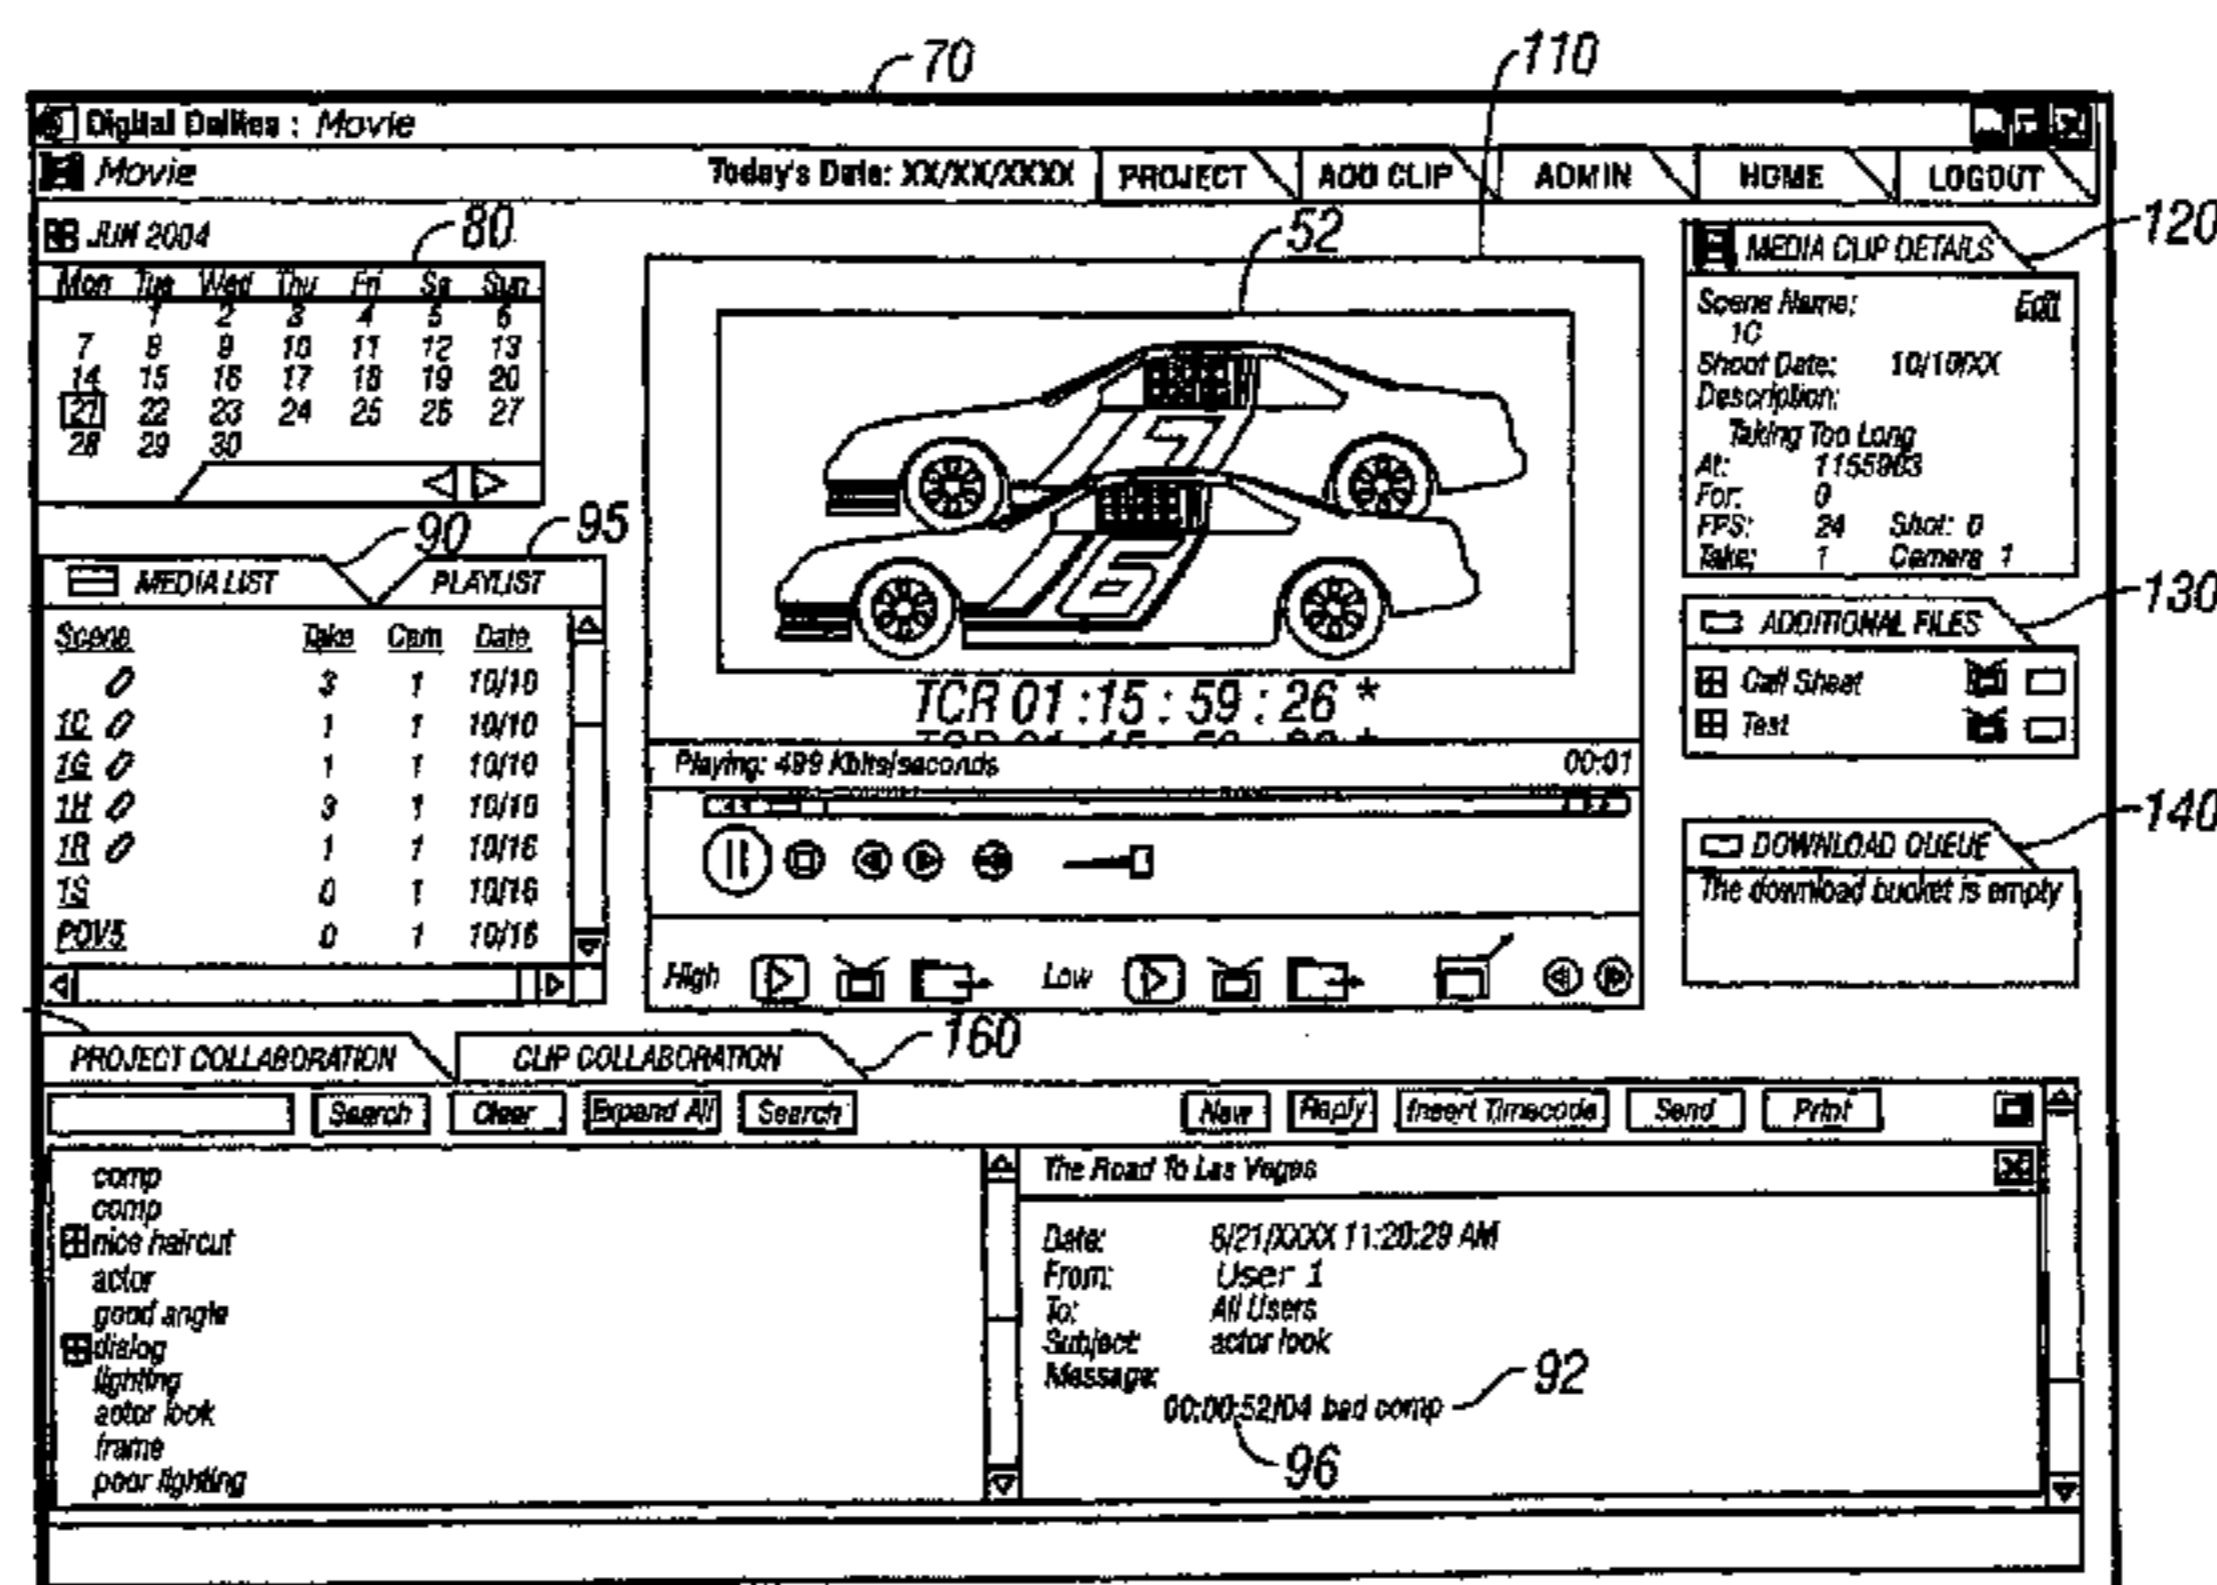 70
110
Digital Dailies : Movie
Movie Today's Date: XX/XX/XXXX PROJECT ADD CLIP ADMIN HOME LOGOUT
JUN 2004
80
Mon Tue Wed Thu Fri Sa Sun
1 2 3 4 5 6
7 8 9 10 11 12 13
14 15 16 17 18 19 20
21 22 23 24 25 26 27
28 29 30
90
95
MEDIA LIST PLAYLIST
Scene Take Cam Date
3 1 10/10
1C 1 1 10/10
1G 1 1 10/10
1H 3 1 10/10
1R 1 1 10/16
1S 0 1 10/16
POV5 0 1 10/16
52
7
6
TCR 01:15:59:26 *
Playing: 499 Kbits/seconds 00:01
High Low
120
MEDIA CLIP DETAILS
Scene Name: Edit
1C
Shoot Date: 10/10/XX
Description:
Taking Too Long
At: 1155903
For: 0
FPS: 24 Shot: 0
Take: 1 Camera 1
130
ADDITIONAL FILES
Call Sheet
Test
140
DOWNLOAD QUEUE
The download bucket is empty
160
PROJECT COLLABORATION CLIP COLLABORATION
Search Clear Expand All Search New Reply Insert Timecode Send Print
comp
comp
nice haircut
actor
good angle
dialog
lighting
actor look
frame
poor lighting
The Road To Las Vegas
Date: 6/21/XXXX 11:20:29 AM
From: User 1
To: All Users
Subject: actor look
Message:
00:00:52/04 bad comp
92
96